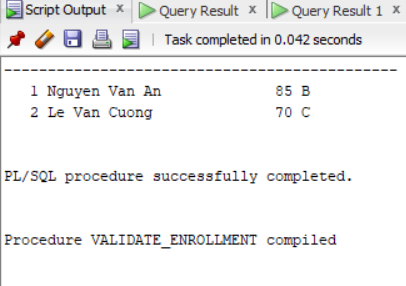 Script Output x Query Result x Query Result 1 x
Task completed in 0.042 seconds
--------------------------------------------------
1 Nguyen Van An 85 B
2 Le Van Cuong 70 C
PL/SQL procedure successfully completed.
Procedure VALIDATE_ENROLLMENT compiled